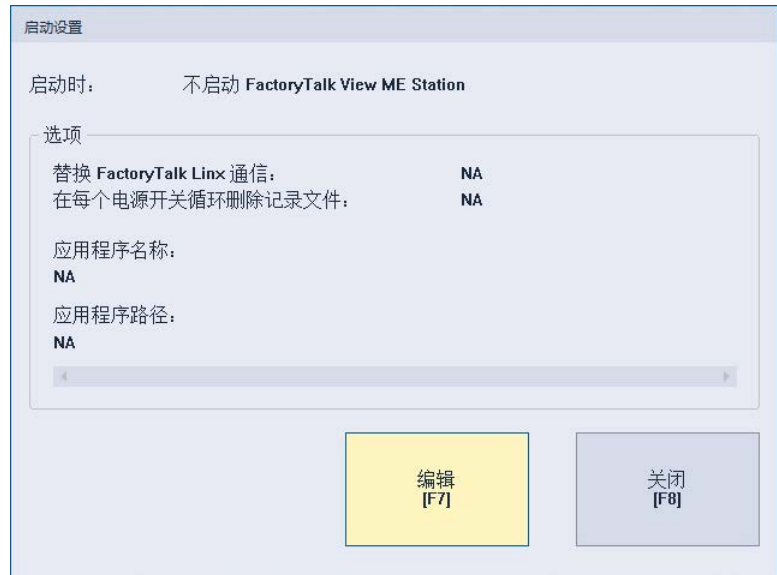 启动设置
启动时： 不启动 FactoryTalk View ME Station
选项
替换 FactoryTalk Linx 通信： NA
在每个电源开关循环删除记录文件： NA
应用程序名称：
NA
应用程序路径：
NA
编辑
[F7]
关闭
[F8]